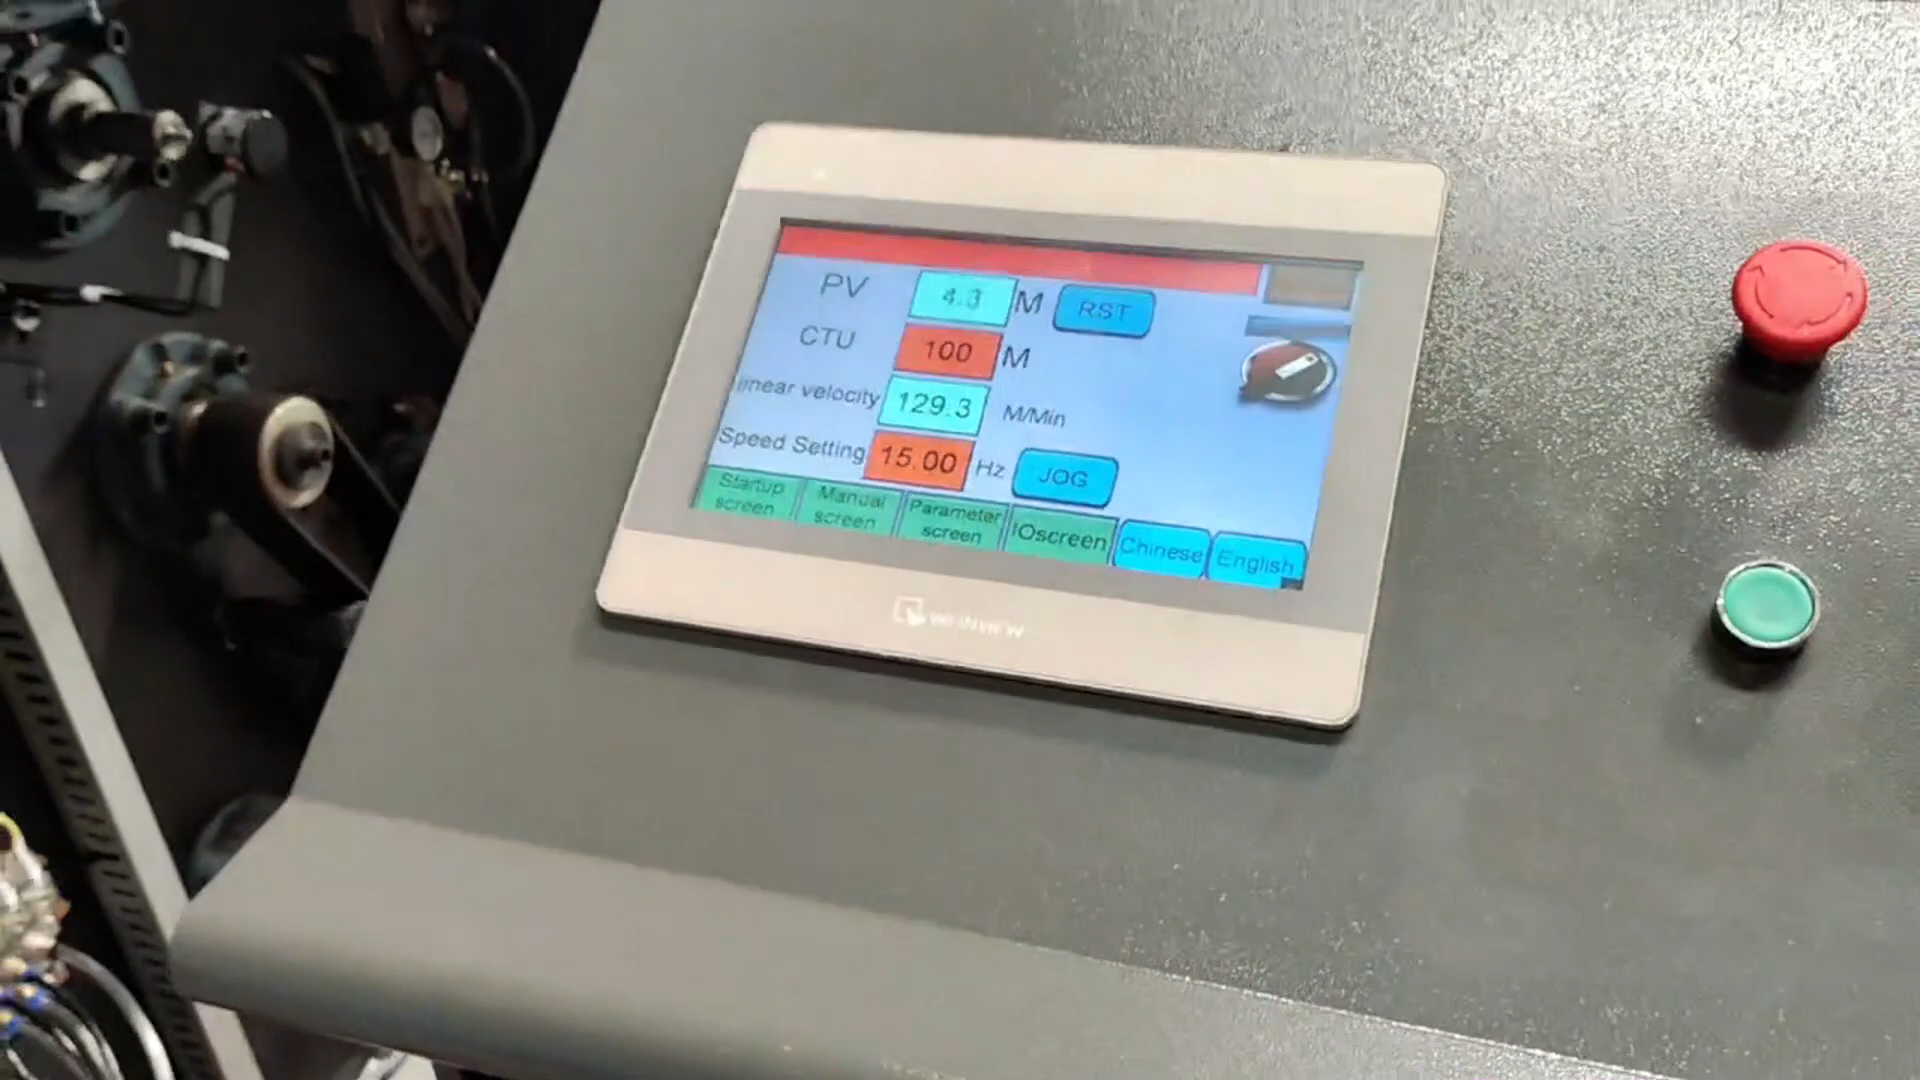 PV 4.3 M RST
CTU 100 M
linear velocity 129.3 M/Min
Speed Setting 15.00 Hz JOG
Startup screen
Manual screen
Parameter screen
IOscreen
Chinese
English